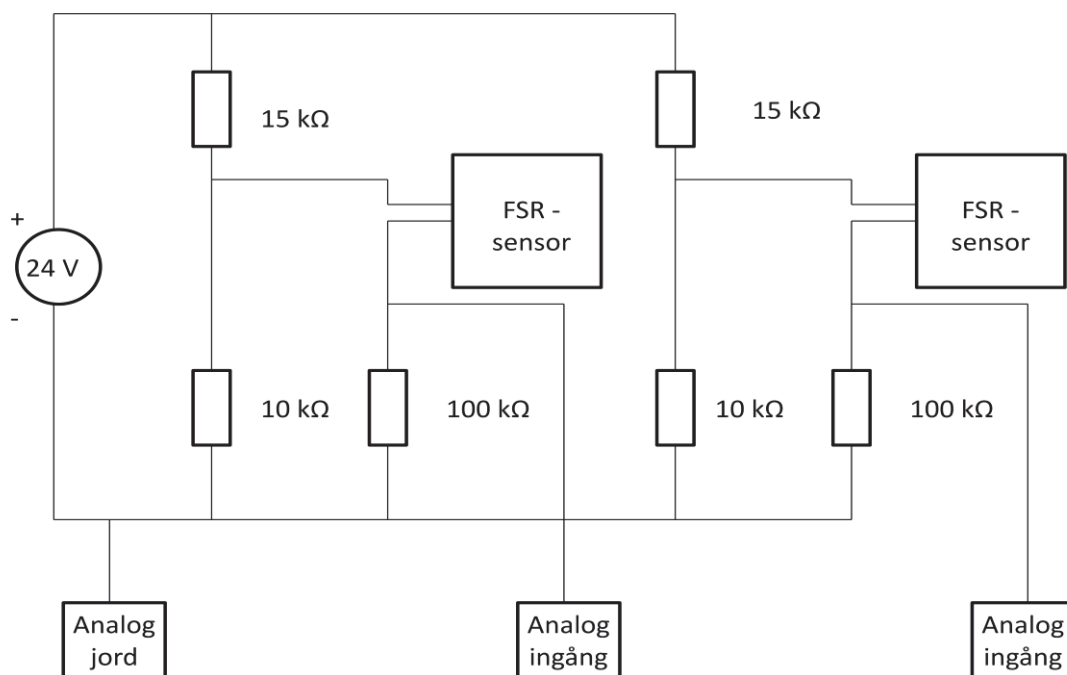 15 kΩ
15 kΩ
FSR -
sensor
FSR -
sensor
+
24 V
-
10 kΩ
100 kΩ
10 kΩ
100 kΩ
Analog
jord
Analog
ingång
Analog
ingång